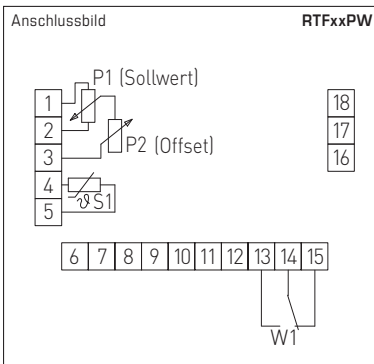 Anschlussbild RTFxxPW
P1 (Sollwert)
1
2
3
4
5
P2 (Offset)
ϑ S1
18
17
16
6 7 8 9 10 11 12 13 14 15
W1